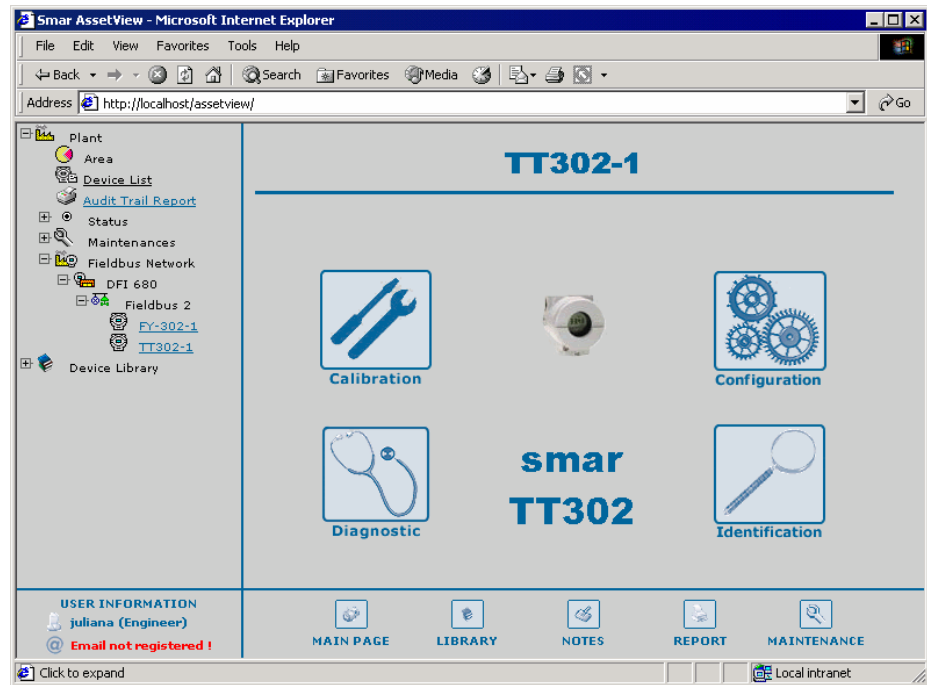 Smar AssetView - Microsoft Internet Explorer
File Edit View Favorites Tools Help
Back Search Favorites Media
Address http://localhost/assetview/ Go
Plant
Area
Device List
Audit Trail Report
Status
Maintenances
Fieldbus Network
DFI 680
Fieldbus 2
FY-302-1
TT302-1
Device Library
TT302-1
Calibration
Configuration
smar
TT302
Diagnostic
Identification
USER INFORMATION
juliana (Engineer)
@ Email not registered !
MAIN PAGE LIBRARY NOTES REPORT MAINTENANCE
Click to expand Local intranet